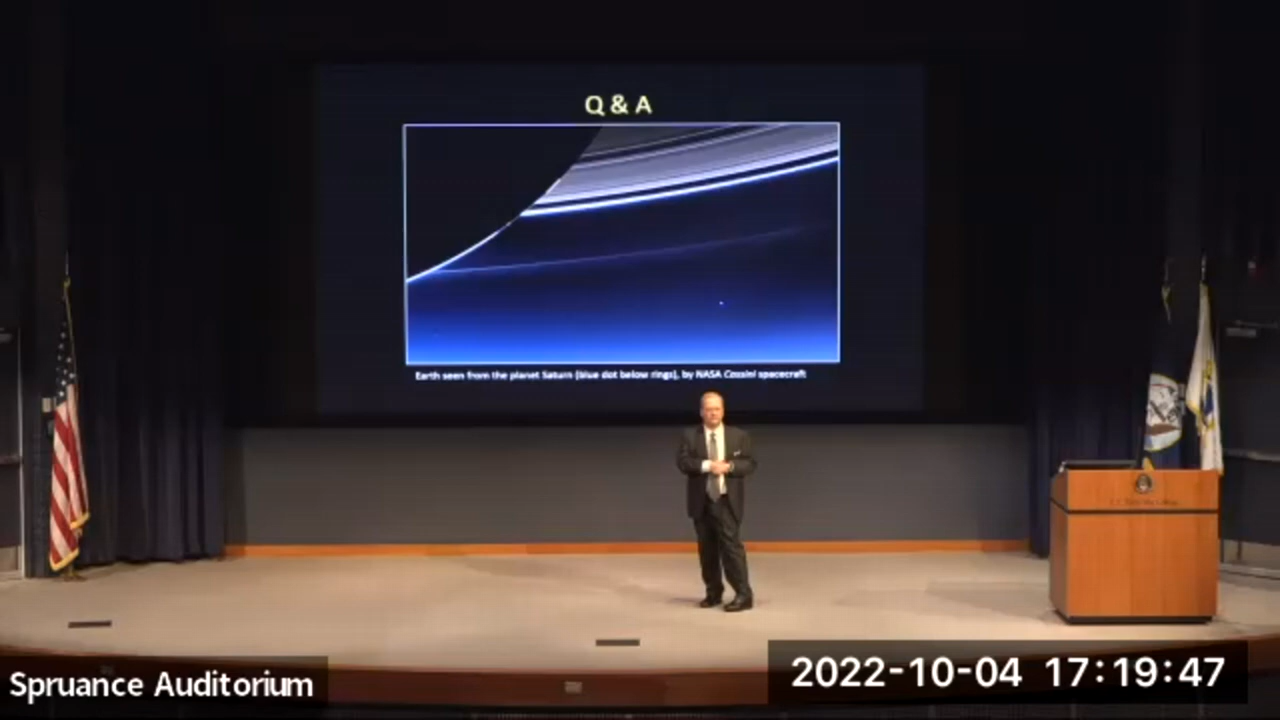 Q & A
Earth seen from the planet Saturn (blue dot below rings), by NASA Cassini spacecraft
Spruance Auditorium
2022-10-04 17:19:47